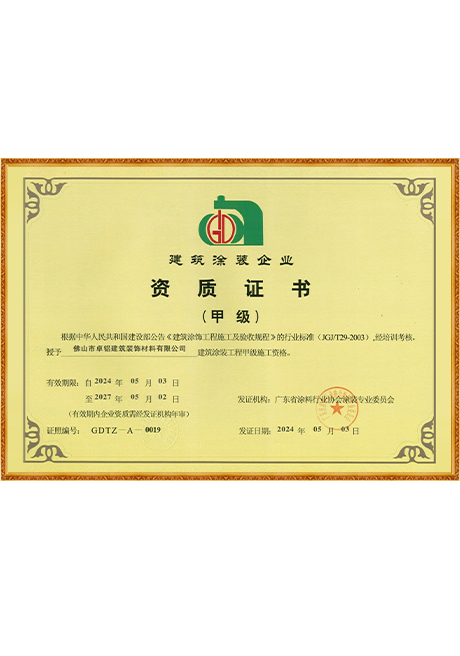 建筑涂装企业
资质证书
(甲级)
根据中华人民共和国建设部公告《建筑涂饰工程施工及验收规程》的行业标准(JGJ/T29-2003),经培训考核。
授予 佛山市卓铝建筑装饰材料有限公司 建筑涂装工程甲级施工资格。
有效期限:自 2024 年 05 月 03 日
至 2027 年 05 月 02 日
发证机构:广东省涂料行业协会涂装专业委员会
(有效期内企业资质需经发证机构年审)
证照编号:GDTZ—A—0019
发证日期:2024 年 05 月 03 日